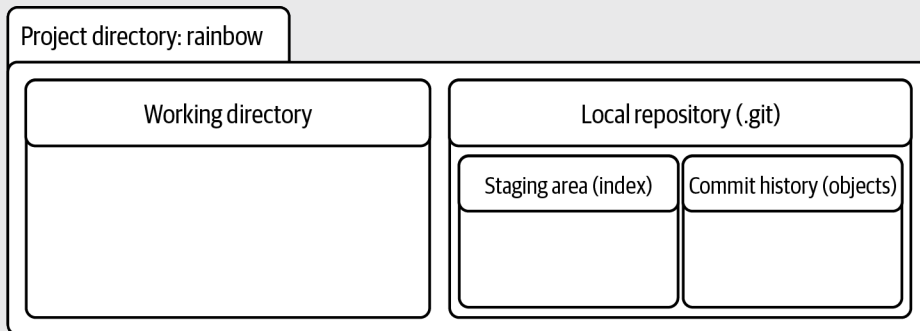 Project directory: rainbow
Working directory
Local repository (.git)
Staging area (index)
Commit history (objects)